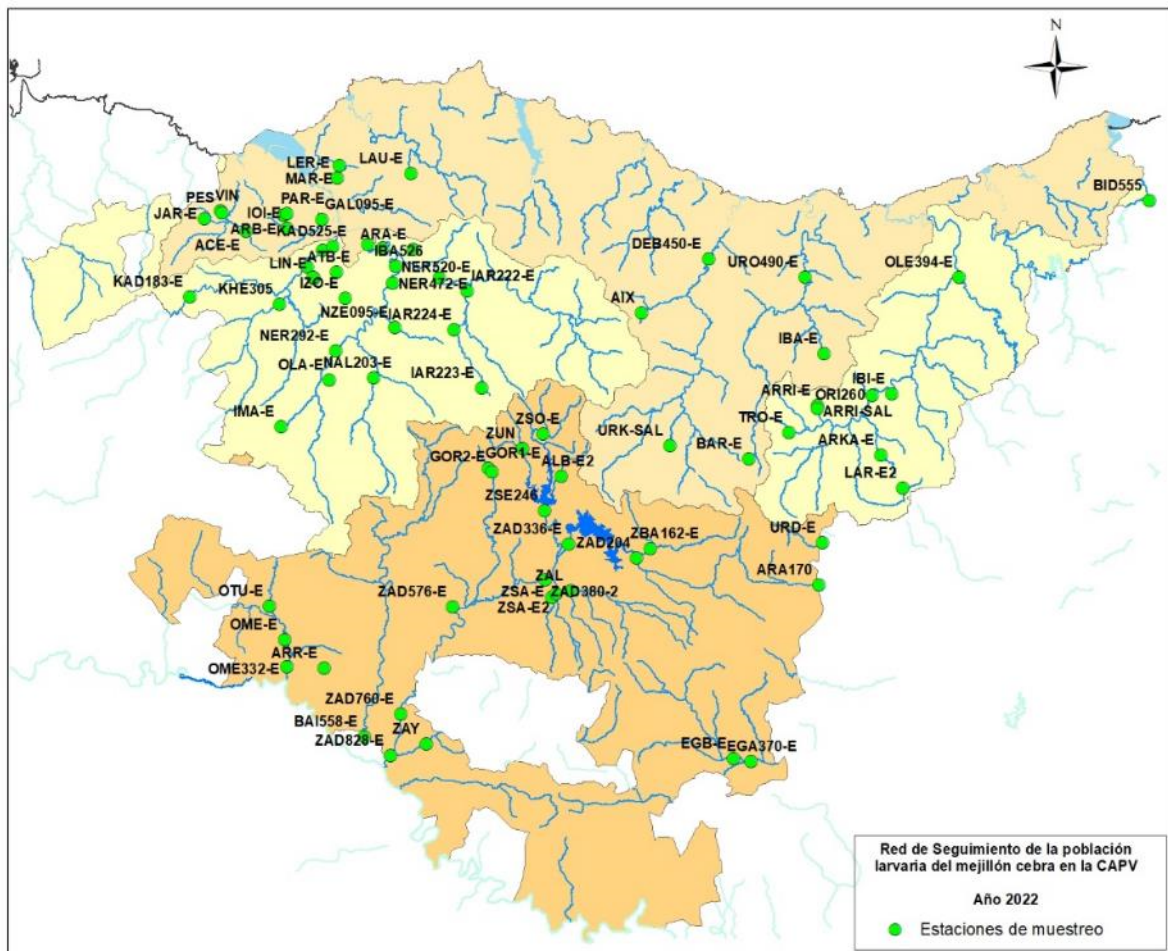 N
LER-E
LAU-E
MAR-E
PES
VIN
PAR-E
BID555
JAR-E
IOI-E
GAL095-E
ARB-E
KAD525-E
ACE-E
ARA-E
DEB450-E
IBA526
LIN-E
ATB-E
NER520-E
URO490-E
OLE394-E
KAD183-E
KHE305
IZO-E
NER472-E
IAR222-E
AIX
NZE095-E
IAR224-E
NER292-E
IBA-E
OLA-E
NAL203-E
IAR223-E
IBI-E
ARRI-E
ORI260
ARRI-SAL
IMA-E
ZSO-E
TRO-E
URK-SAL
ZUN
BAR-E
ARKA-E
GOR2-E
GOR1-E
ALB-E2
LAR-E2
ZSE246
ZAD336-E
ZAD204
ZBA162-E
URD-E
ARA170
ZAL
OTU-E
ZAD576-E
ZSA-E
ZAD380-2
ZSA-E2
OME-E
ARR-E
OME332-E
ZAD760-E
BAI558-E
ZAY
ZAD828-E
EGB-E
EGA370-E
Red de Seguimiento de la población
larvaria del mejillón cebra en la CAPV
Año 2022
Estaciones de muestreo